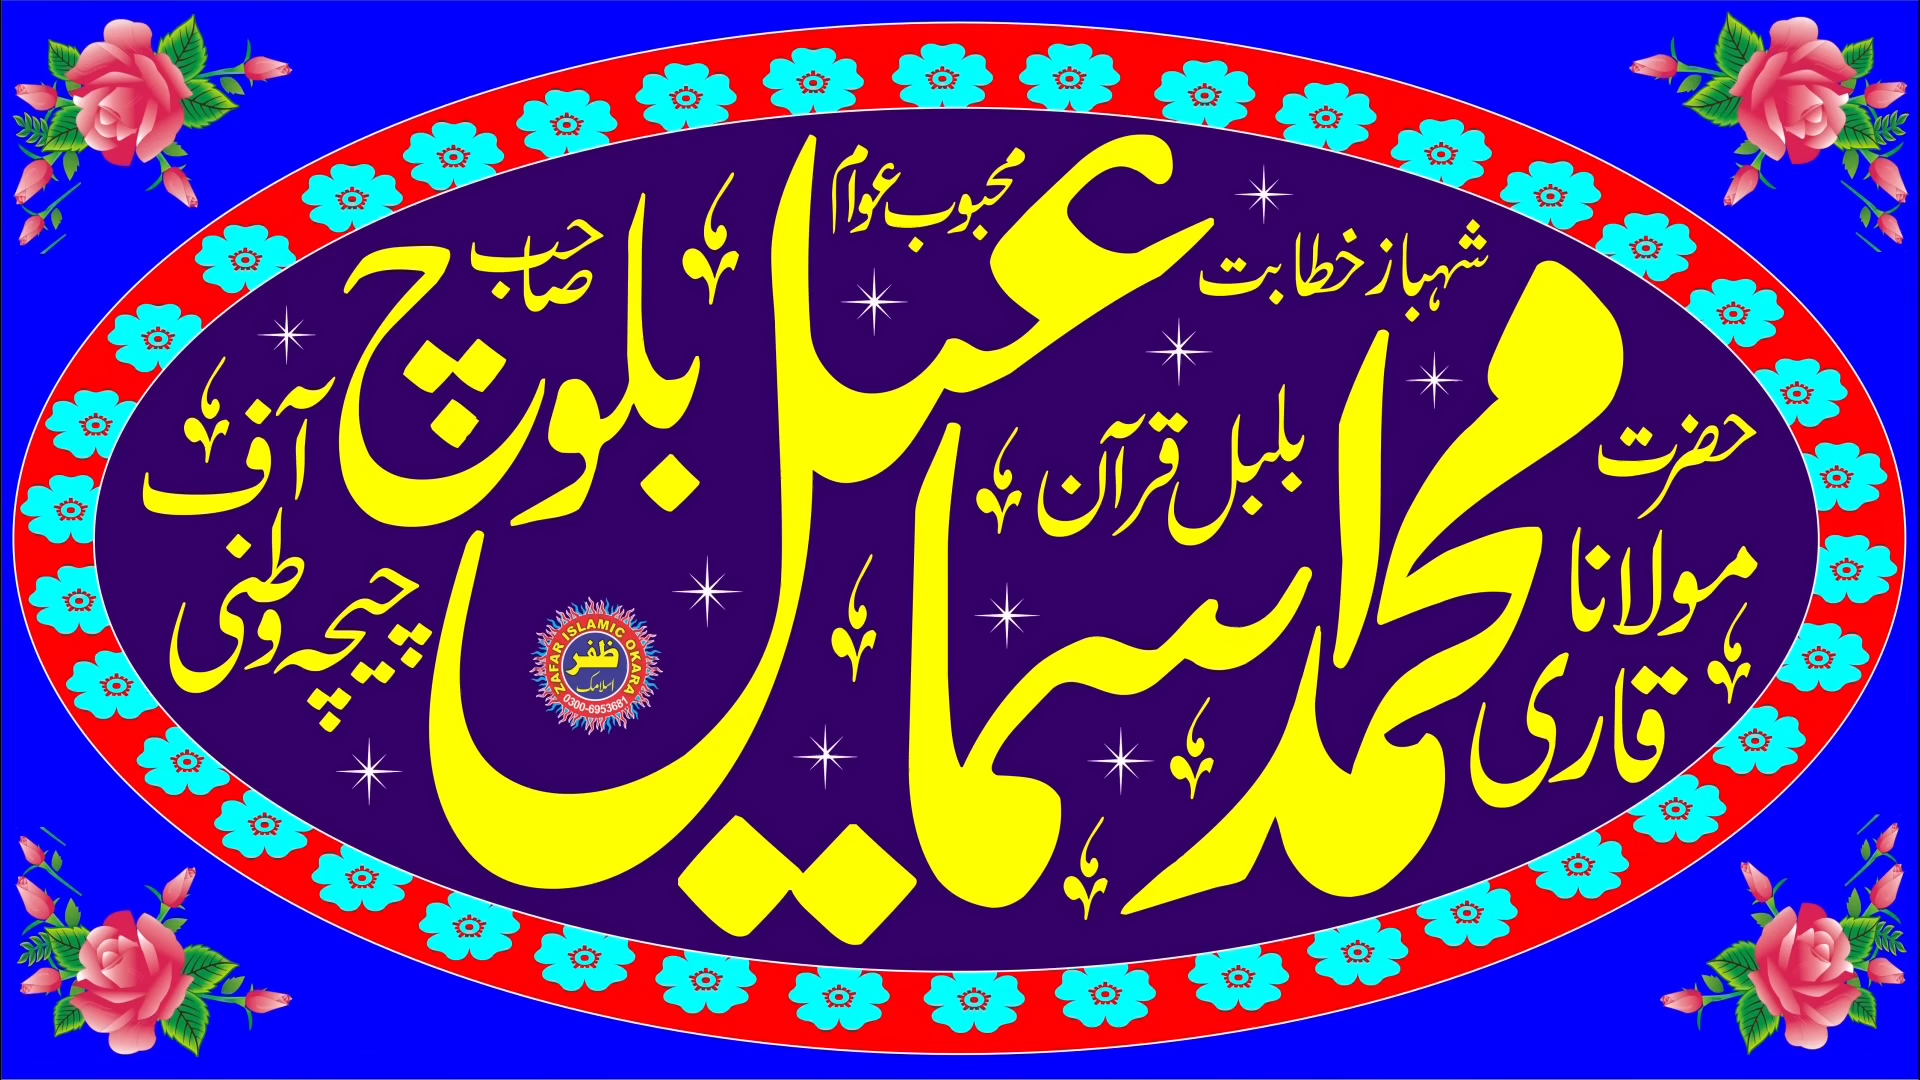 حضرت
مولانا
قاری
شہباز خطابت
بلبل قرآن
محبوب عوام
محمد اسماعیل بلوچ
صاحب
آف
چیچہ وطنی
ZAFAR ISLAMIC OKARA
ظفر
اسلامک
0300-6953681